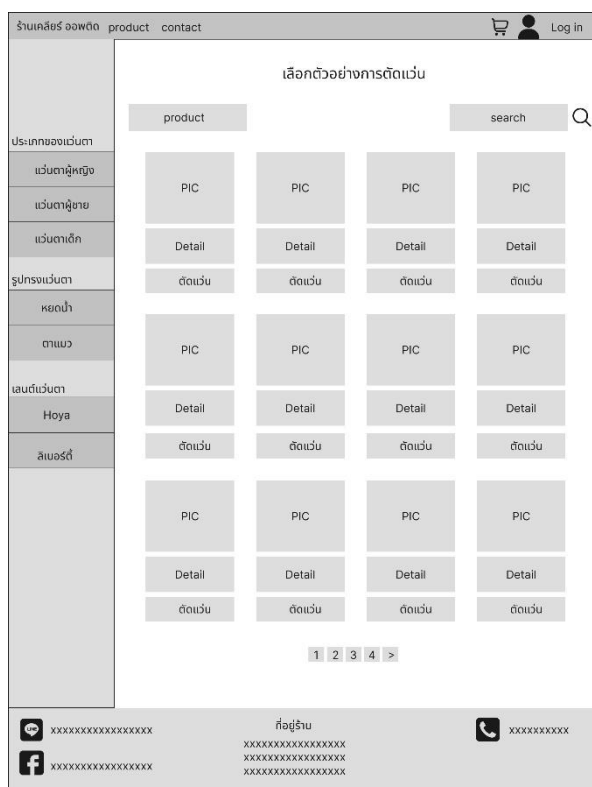 ร้านเคลียร์ ออพติด product contact Log in
เลือกตัวอย่างการตัดแว่น
product search
ประเภทของแว่นตา
แว่นตาผู้หญิง
แว่นตาผู้ชาย
แว่นตาเด็ก
รูปทรงแว่นตา
หยดน้ำ
ตาแมว
เลนต์แว่นตา
Hoya
ลิเบอร์ตี้
PIC PIC PIC PIC
Detail Detail Detail Detail
ตัดแว่น ตัดแว่น ตัดแว่น ตัดแว่น
PIC PIC PIC PIC
Detail Detail Detail Detail
ตัดแว่น ตัดแว่น ตัดแว่น ตัดแว่น
PIC PIC PIC PIC
Detail Detail Detail Detail
ตัดแว่น ตัดแว่น ตัดแว่น ตัดแว่น
1 2 3 4 >
LINE xxxxxxxxxxxxxxxxx
xxxxxxxxxxxxxxxxx
ที่อยู่ร้าน
xxxxxxxxxxxxxxxxx
xxxxxxxxxxxxxxxxx
xxxxxxxxxxxxxxxxx
xxxxxxxxxx